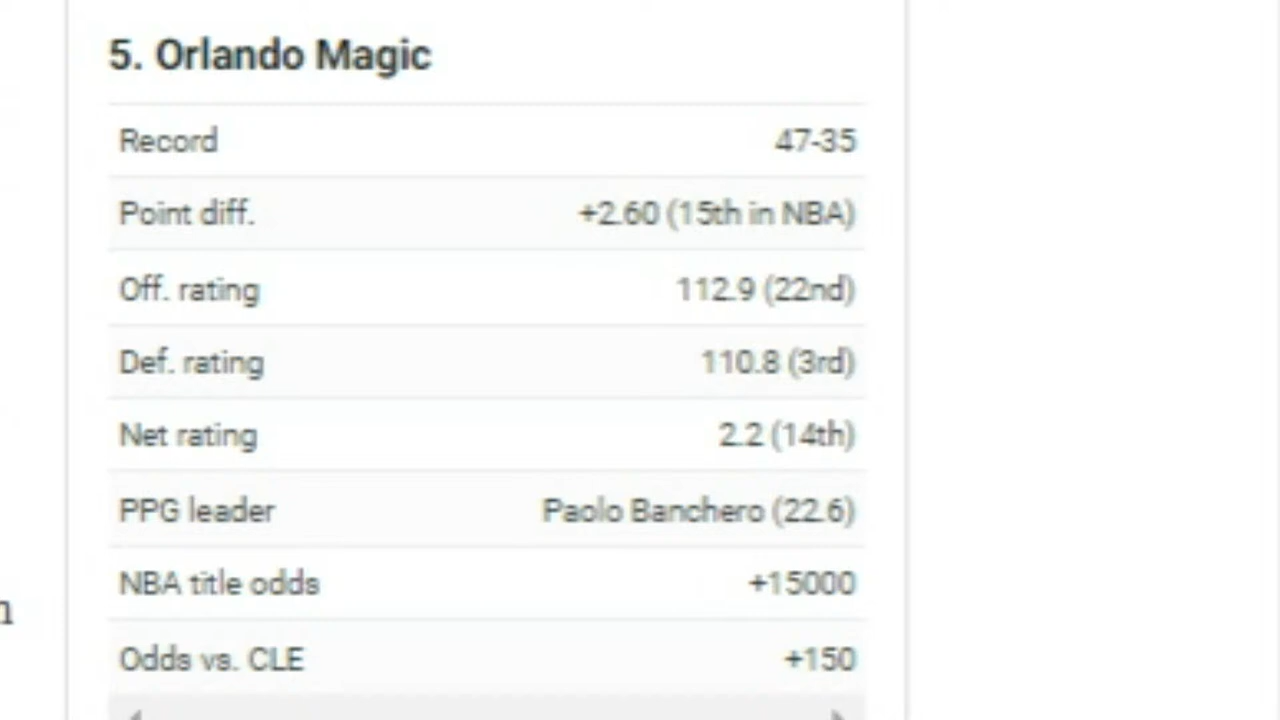 5. Orlando Magic
Record 47-35
Point diff. +2.60 (15th in NBA)
Off. rating 112.9 (22nd)
Def. rating 110.8 (3rd)
Net rating 2.2 (14th)
PPG leader Paolo Banchero (22.6)
NBA title odds +15000
n
Odds vs. CLE +150